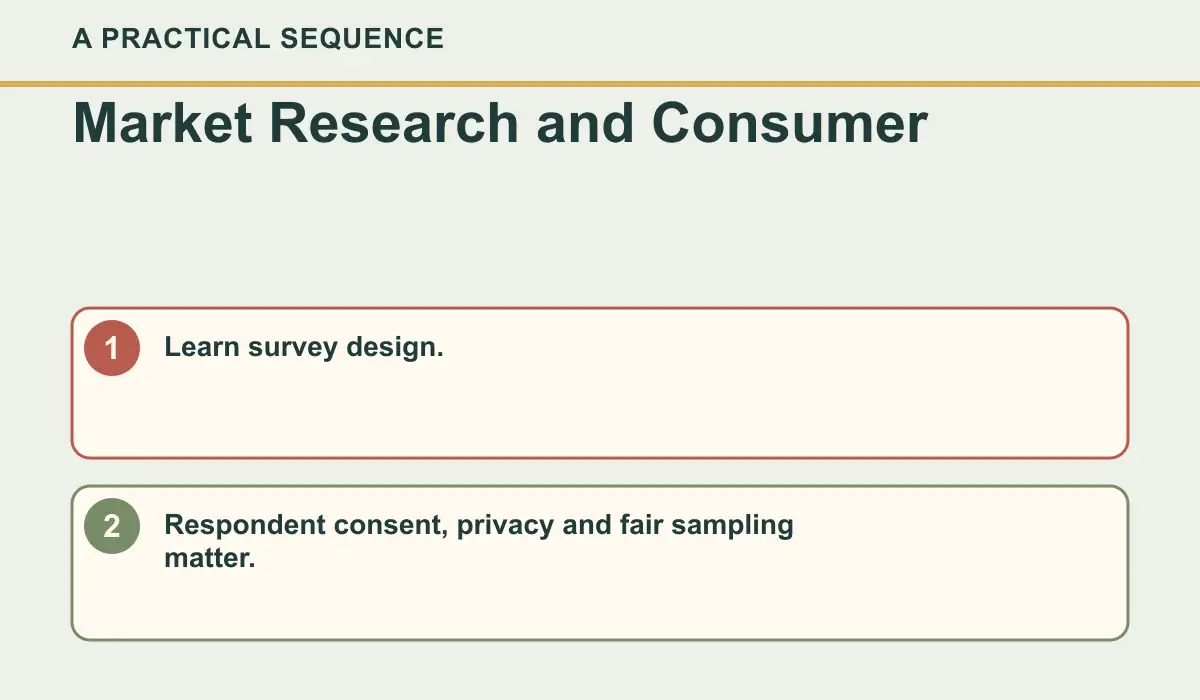 A PRACTICAL SEQUENCE
Market Research and Consumer
1
Learn survey design.
2
Respondent consent, privacy and fair sampling
matter.